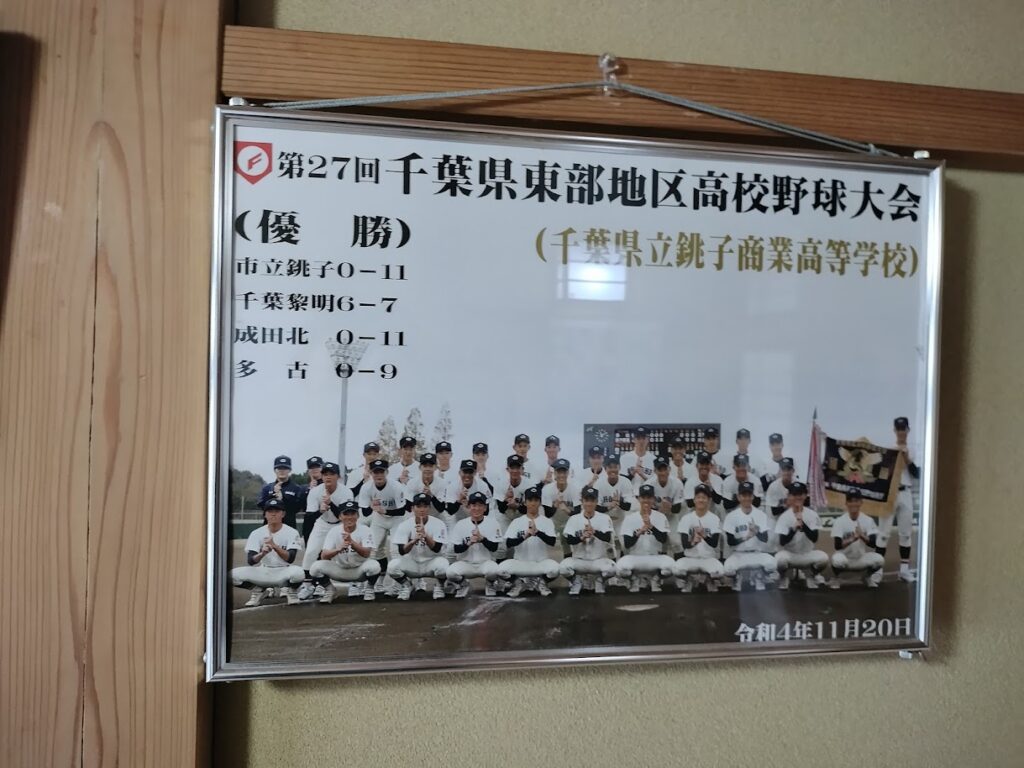 F 第27回千葉県東部地区高校野球大会
(優 勝)
(千葉県立銚子商業高等学校)
市立銚子0-11
千葉黎明6-7
成田北 0-11
多 古 0-9
令和4年11月20日